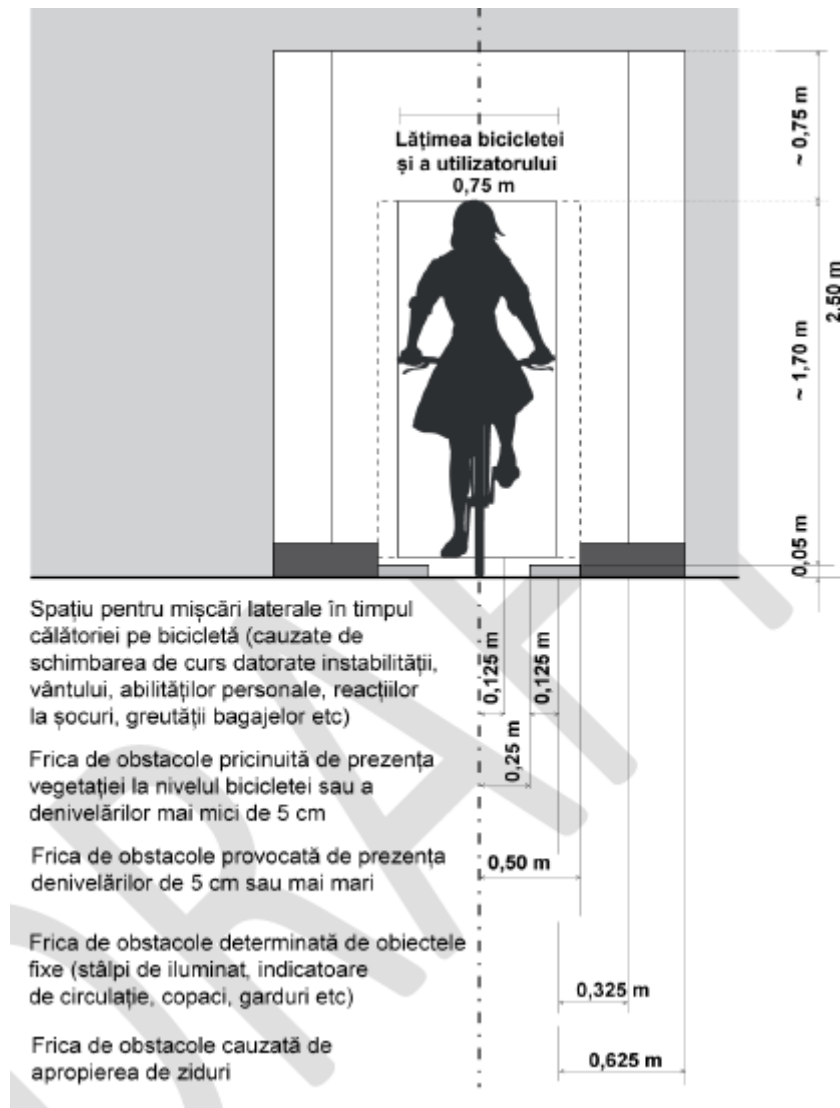 Lățimea bicicletei
și a utilizatorului
0,75 m
~ 0,75 m
2,50 m
~ 1,70 m
0,05 m
Spațiu pentru mișcări laterale în timpul
călătoriei pe bicicletă (cauzate de
schimbarea de curs datorate instabilității,
vântului, abilităților personale, reacțiilor
la șocuri, greutății bagajelor etc)
0,125 m
0,125 m
Frica de obstacole pricinuită de prezența
vegetației la nivelul bicicletei sau a
denivelărilor mai mici de 5 cm
0,25 m
Frica de obstacole provocată de prezența
denivelărilor de 5 cm sau mai mari
0,50 m
Frica de obstacole determinată de obiectele
fixe (stâlpi de iluminat, indicatoare
de circulație, copaci, garduri etc)
0,325 m
Frica de obstacole cauzată de
apropierea de ziduri
0,625 m
DRAFT